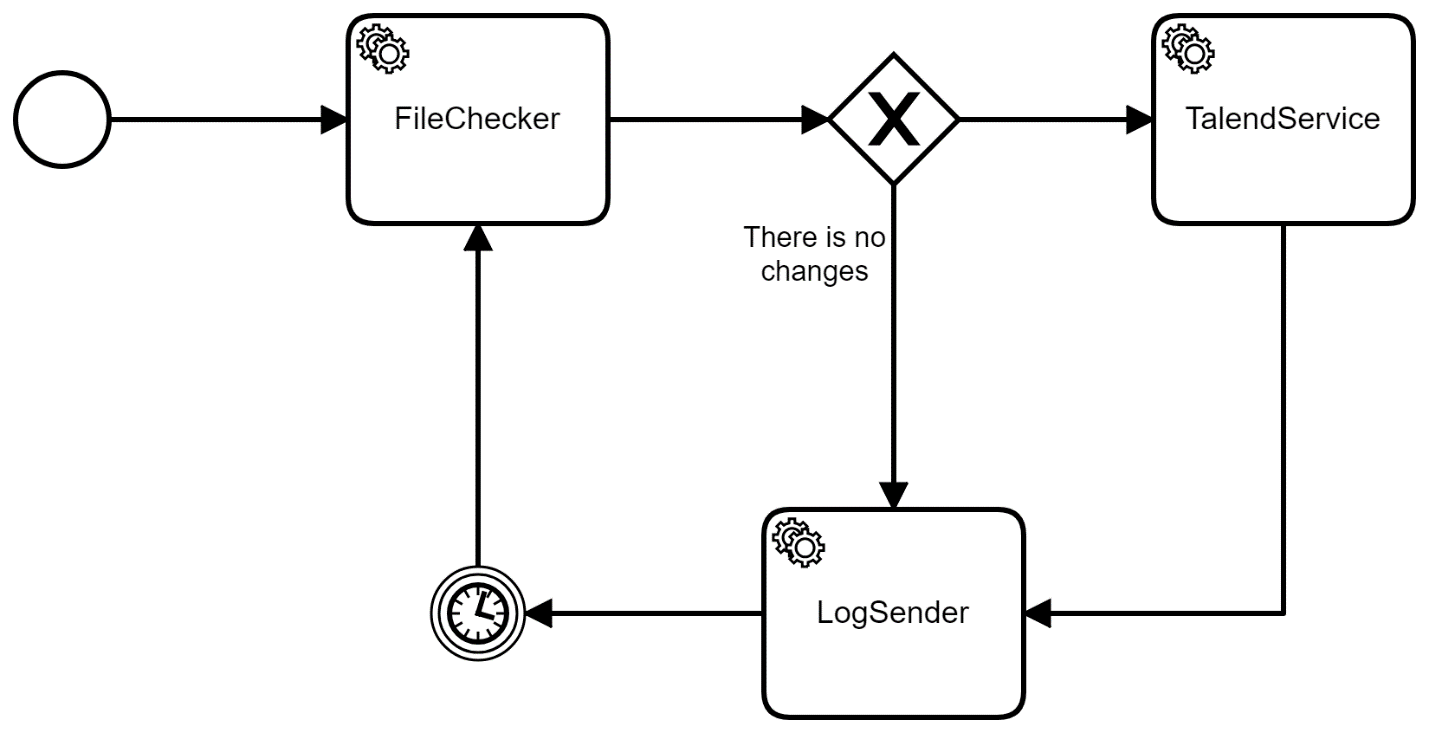 FileChecker
TalendService
There is no
changes
LogSender